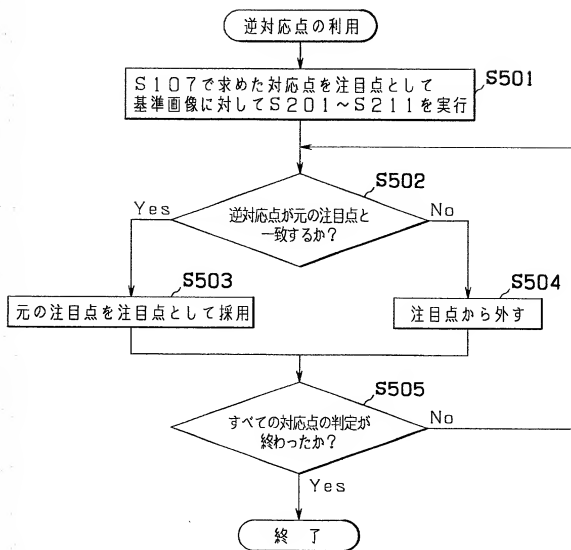 逆対応点の利用
S501
S107で求めた対応点を注目点として
基準画像に対してS201～S211を実行
S502
Yes
No
逆対応点が元の注目点と
一致するか？
S503
S504
元の注目点を注目点として採用
注目点から外す
S505
すべての対応点の判定が
終わったか？
No
Yes
終 了